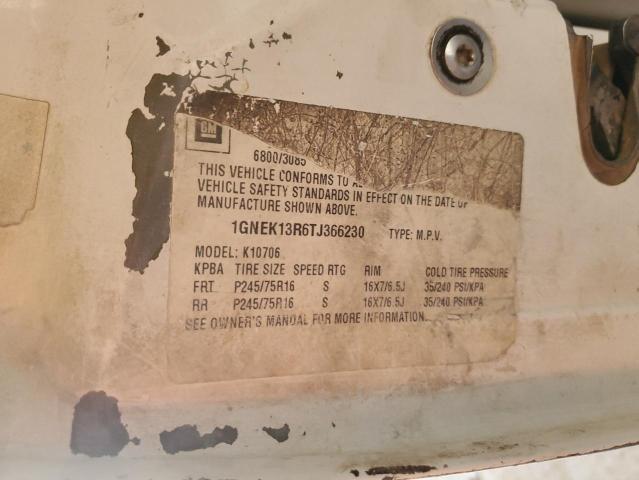 GM
6800/3085
THIS VEHICLE CONFORMS TO
VEHICLE SAFETY STANDARDS IN EFFECT ON THE DATE OF
MANUFACTURE SHOWN ABOVE.
1GNEK13R6TJ366230 TYPE: M.P.V.
MODEL: K10706
KPBA TIRE SIZE SPEED RTG RIM COLD TIRE PRESSURE
FRT P245/75R16 S 16X7/6.5J 35/240 PSI/KPA
RR P245/75R16 S 16X7/6.5J 35/240 PSI/KPA
SEE OWNER'S MANUAL FOR MORE INFORMATION.